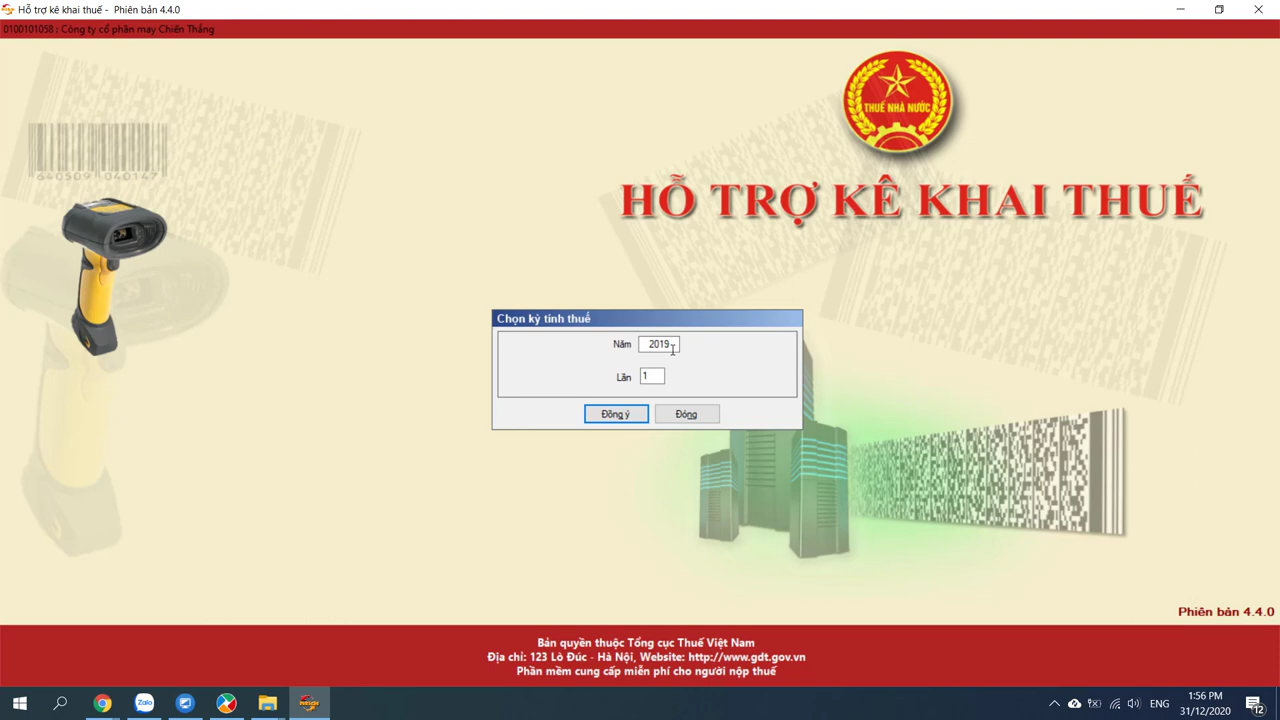 Hỗ trợ kê khai thuế - Phiên bản 4.4.0
0100101058 : Công ty cổ phần may Chiến Thắng
640509 040147
THUẾ NHÀ NƯỚC
HỖ TRỢ KÊ KHAI THUẾ
Chọn kỳ tính thuế
Năm 2019
Lần 1
Đồng ý Đóng
Phiên bản 4.4.0
Bản quyền thuộc Tổng cục Thuế Việt Nam
Địa chỉ: 123 Lò Đúc - Hà Nội, Website: http://www.gdt.gov.vn
Phần mềm cung cấp miễn phí cho người nộp thuế
Zalo
ENG
1:56 PM
31/12/2020
12